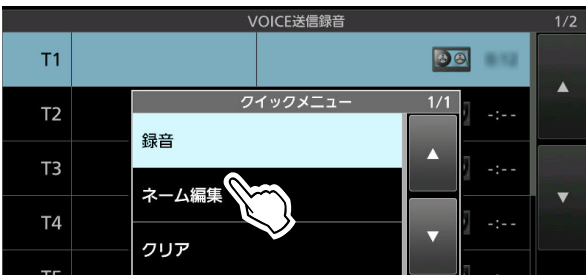 VOICE送信録音 1/2
T1
T2 -:--
T3 -:--
T4 -:--
クイックメニュー 1/1
録音
ネーム編集
クリア